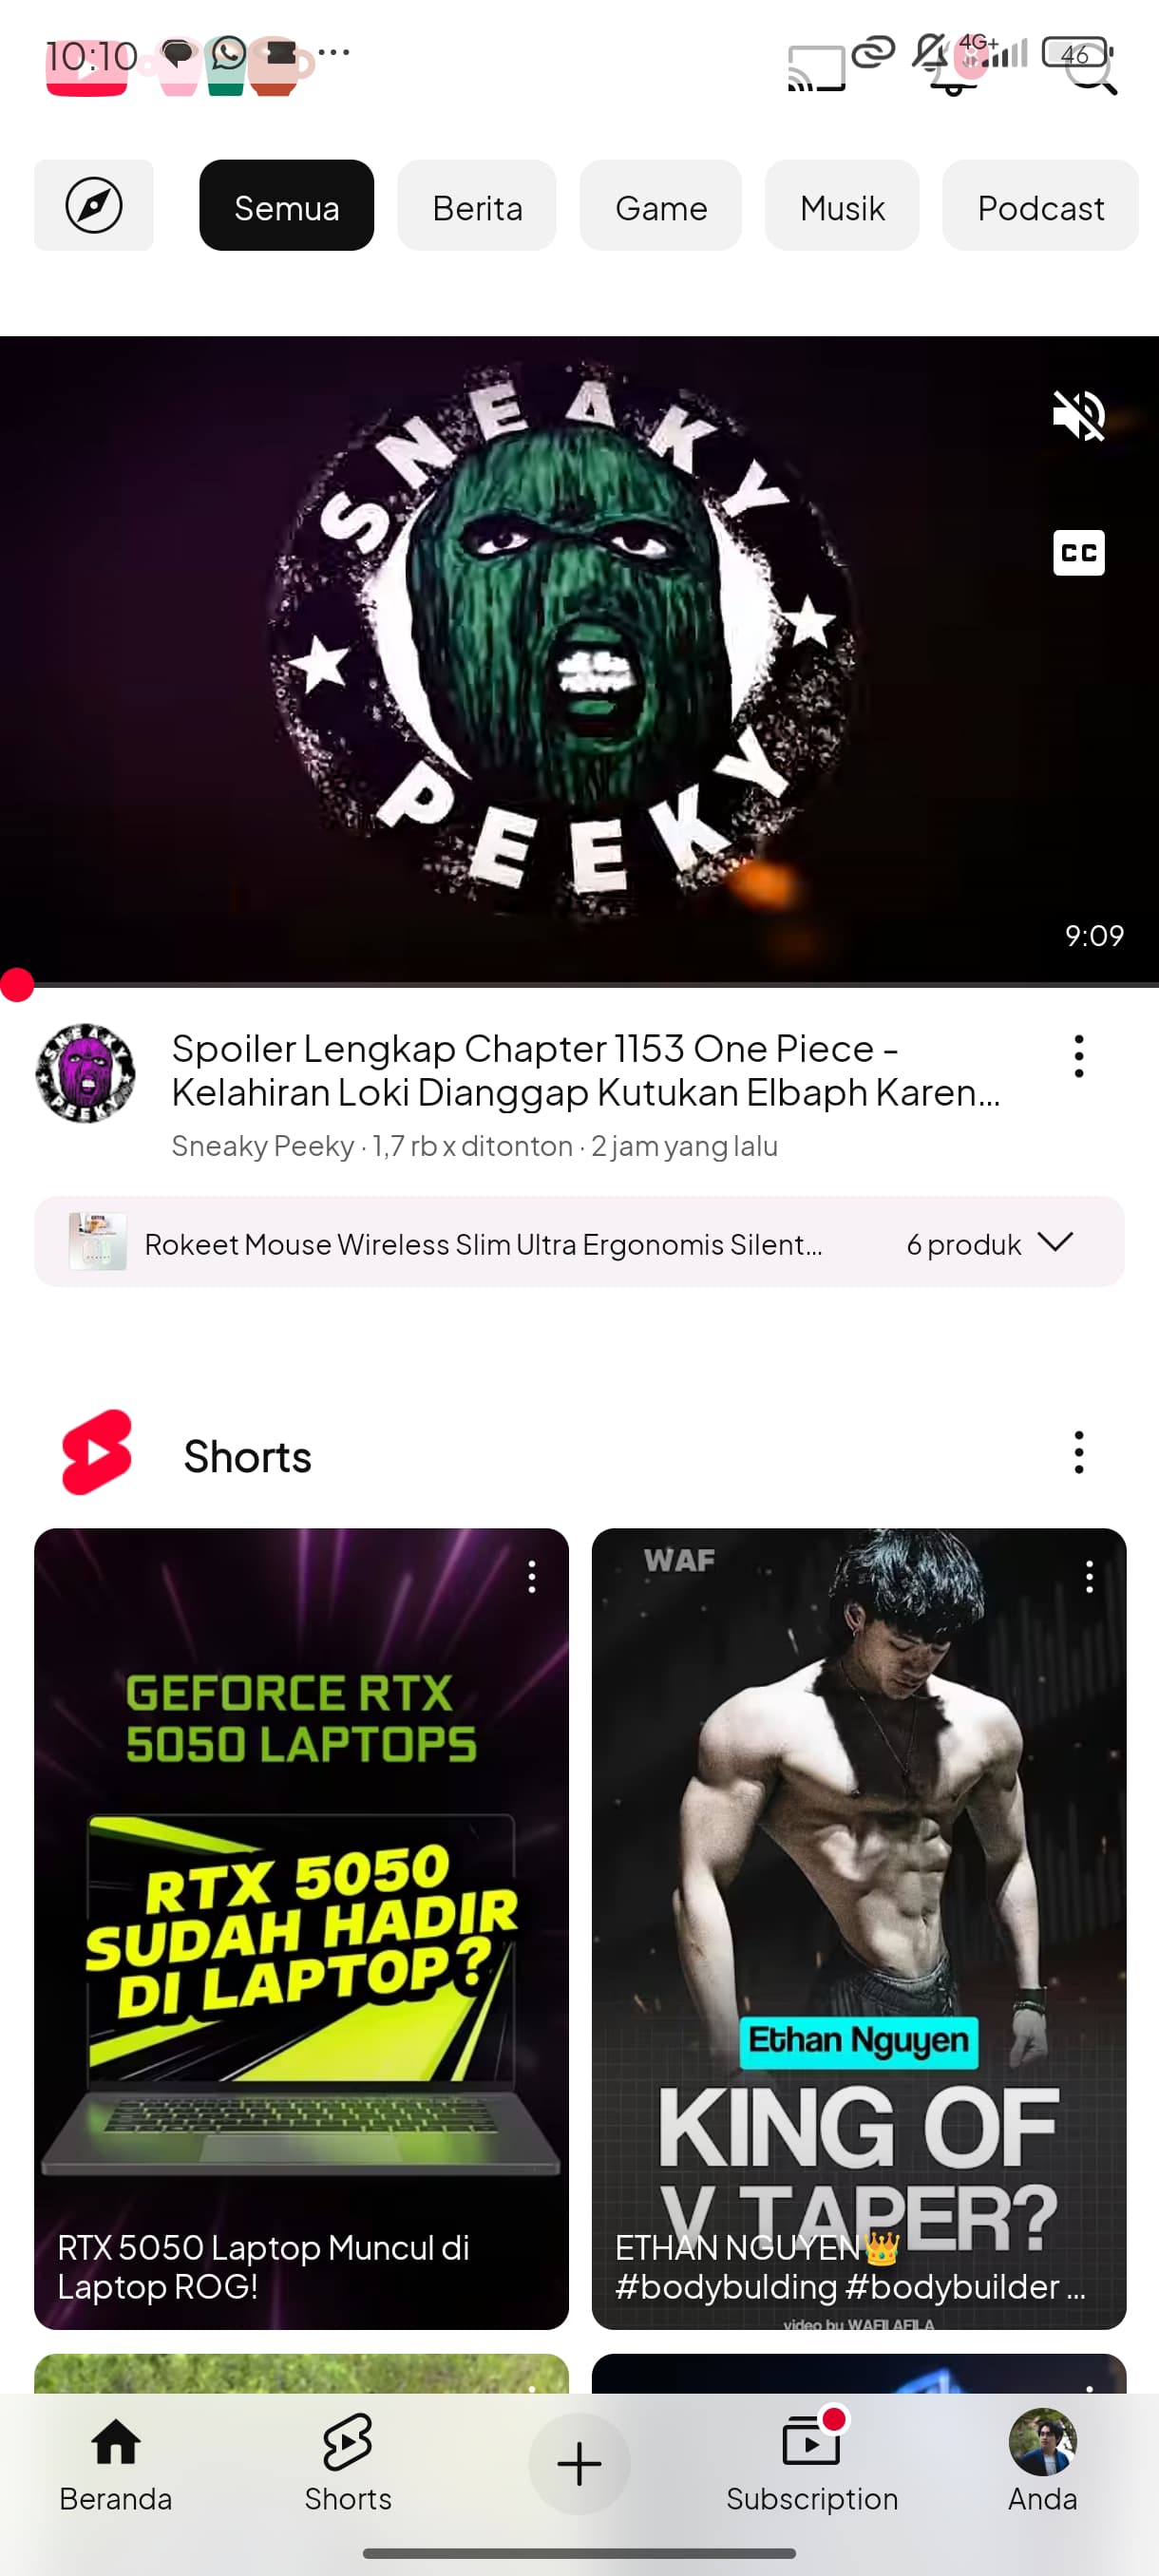 10:10
4G+
8
46
Semua
Berita
Game
Musik
Podcast
SNEAKY
PEEKY
CC
9:09
SNEAKY
PEEKY
Spoiler Lengkap Chapter 1153 One Piece -
Kelahiran Loki Dianggap Kutukan Elbaph Karen...
Sneaky Peeky · 1,7 rb x ditonton · 2 jam yang lalu
Rokeet Mouse Wireless Slim Ultra Ergonomis Silent...
6 produk
Shorts
GEFORCE RTX
5050 LAPTOPS
RTX 5050
SUDAH HADIR
DI LAPTOP?
RTX 5050 Laptop Muncul di
Laptop ROG!
WAF
Ethan Nguyen
KING OF
V TAPER?
ETHAN NGUYEN👑
#bodybulding #bodybuilder ...
video by WAFILAFILA
Beranda
Shorts
Subscription
Anda